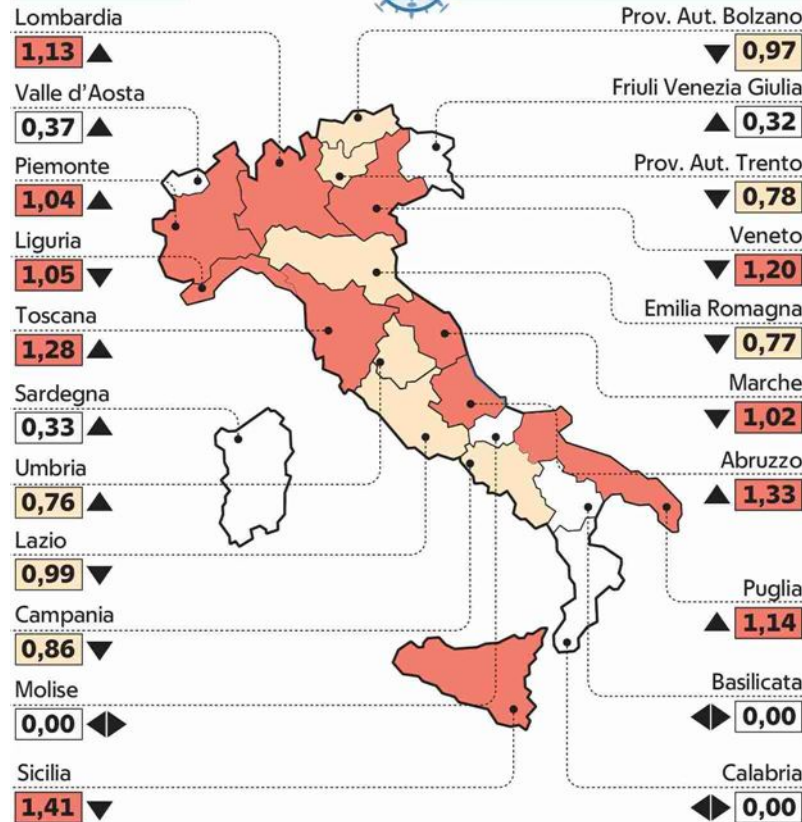 Lombardia
1,13
Valle d'Aosta
0,37
Piemonte
1,04
Liguria
1,05
Toscana
1,28
Sardegna
0,33
Umbria
0,76
Lazio
0,99
Campania
0,86
Molise
0,00
Sicilia
1,41
Prov. Aut. Bolzano
0,97
Friuli Venezia Giulia
0,32
Prov. Aut. Trento
0,78
Veneto
1,20
Emilia Romagna
0,77
Marche
1,02
Abruzzo
1,33
Puglia
1,14
Basilicata
0,00
Calabria
0,00